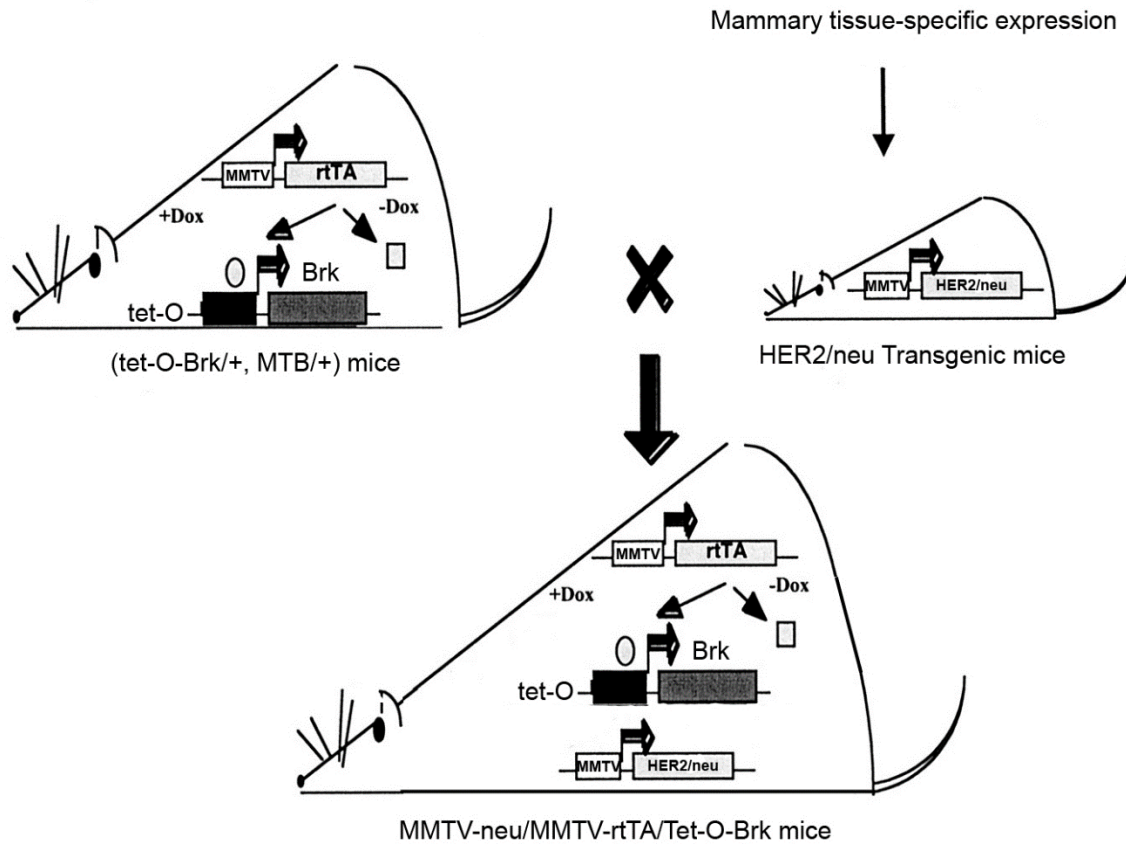 Mammary tissue-specific expression
MMTV
rtTA
+Dox
-Dox
Brk
tet-O
(tet-O-Brk/+, MTB/+) mice
MMTV
HER2/neu
HER2/neu Transgenic mice
MMTV
rtTA
+Dox
-Dox
Brk
tet-O
MMTV
HER2/neu
MMTV-neu/MMTV-rtTA/Tet-O-Brk mice